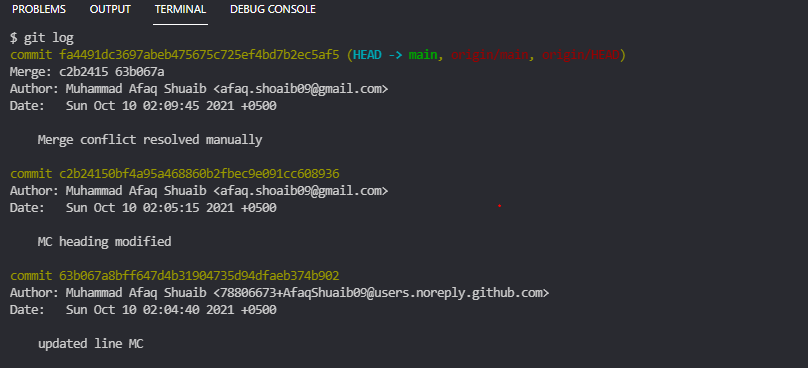 PROBLEMS OUTPUT TERMINAL DEBUG CONSOLE
$ git log
commit fa4491dc3697abeb475675c725ef4bd7b2ec5af5 (HEAD -> main, origin/main, origin/HEAD)
Merge: c2b2415 63b067a
Author: Muhammad Afaq Shuaib <afaq.shoaib09@gmail.com>
Date:   Sun Oct 10 02:09:45 2021 +0500
Merge conflict resolved manually
commit c2b24150bf4a95a468860b2fbec9e091cc608936
Author: Muhammad Afaq Shuaib <afaq.shoaib09@gmail.com>
Date:   Sun Oct 10 02:05:15 2021 +0500
MC heading modified
commit 63b067a8bff647d4b31904735d94dfaeb374b902
Author: Muhammad Afaq Shuaib <78806673+AfaqShuaib09@users.noreply.github.com>
Date:   Sun Oct 10 02:04:40 2021 +0500
updated line MC